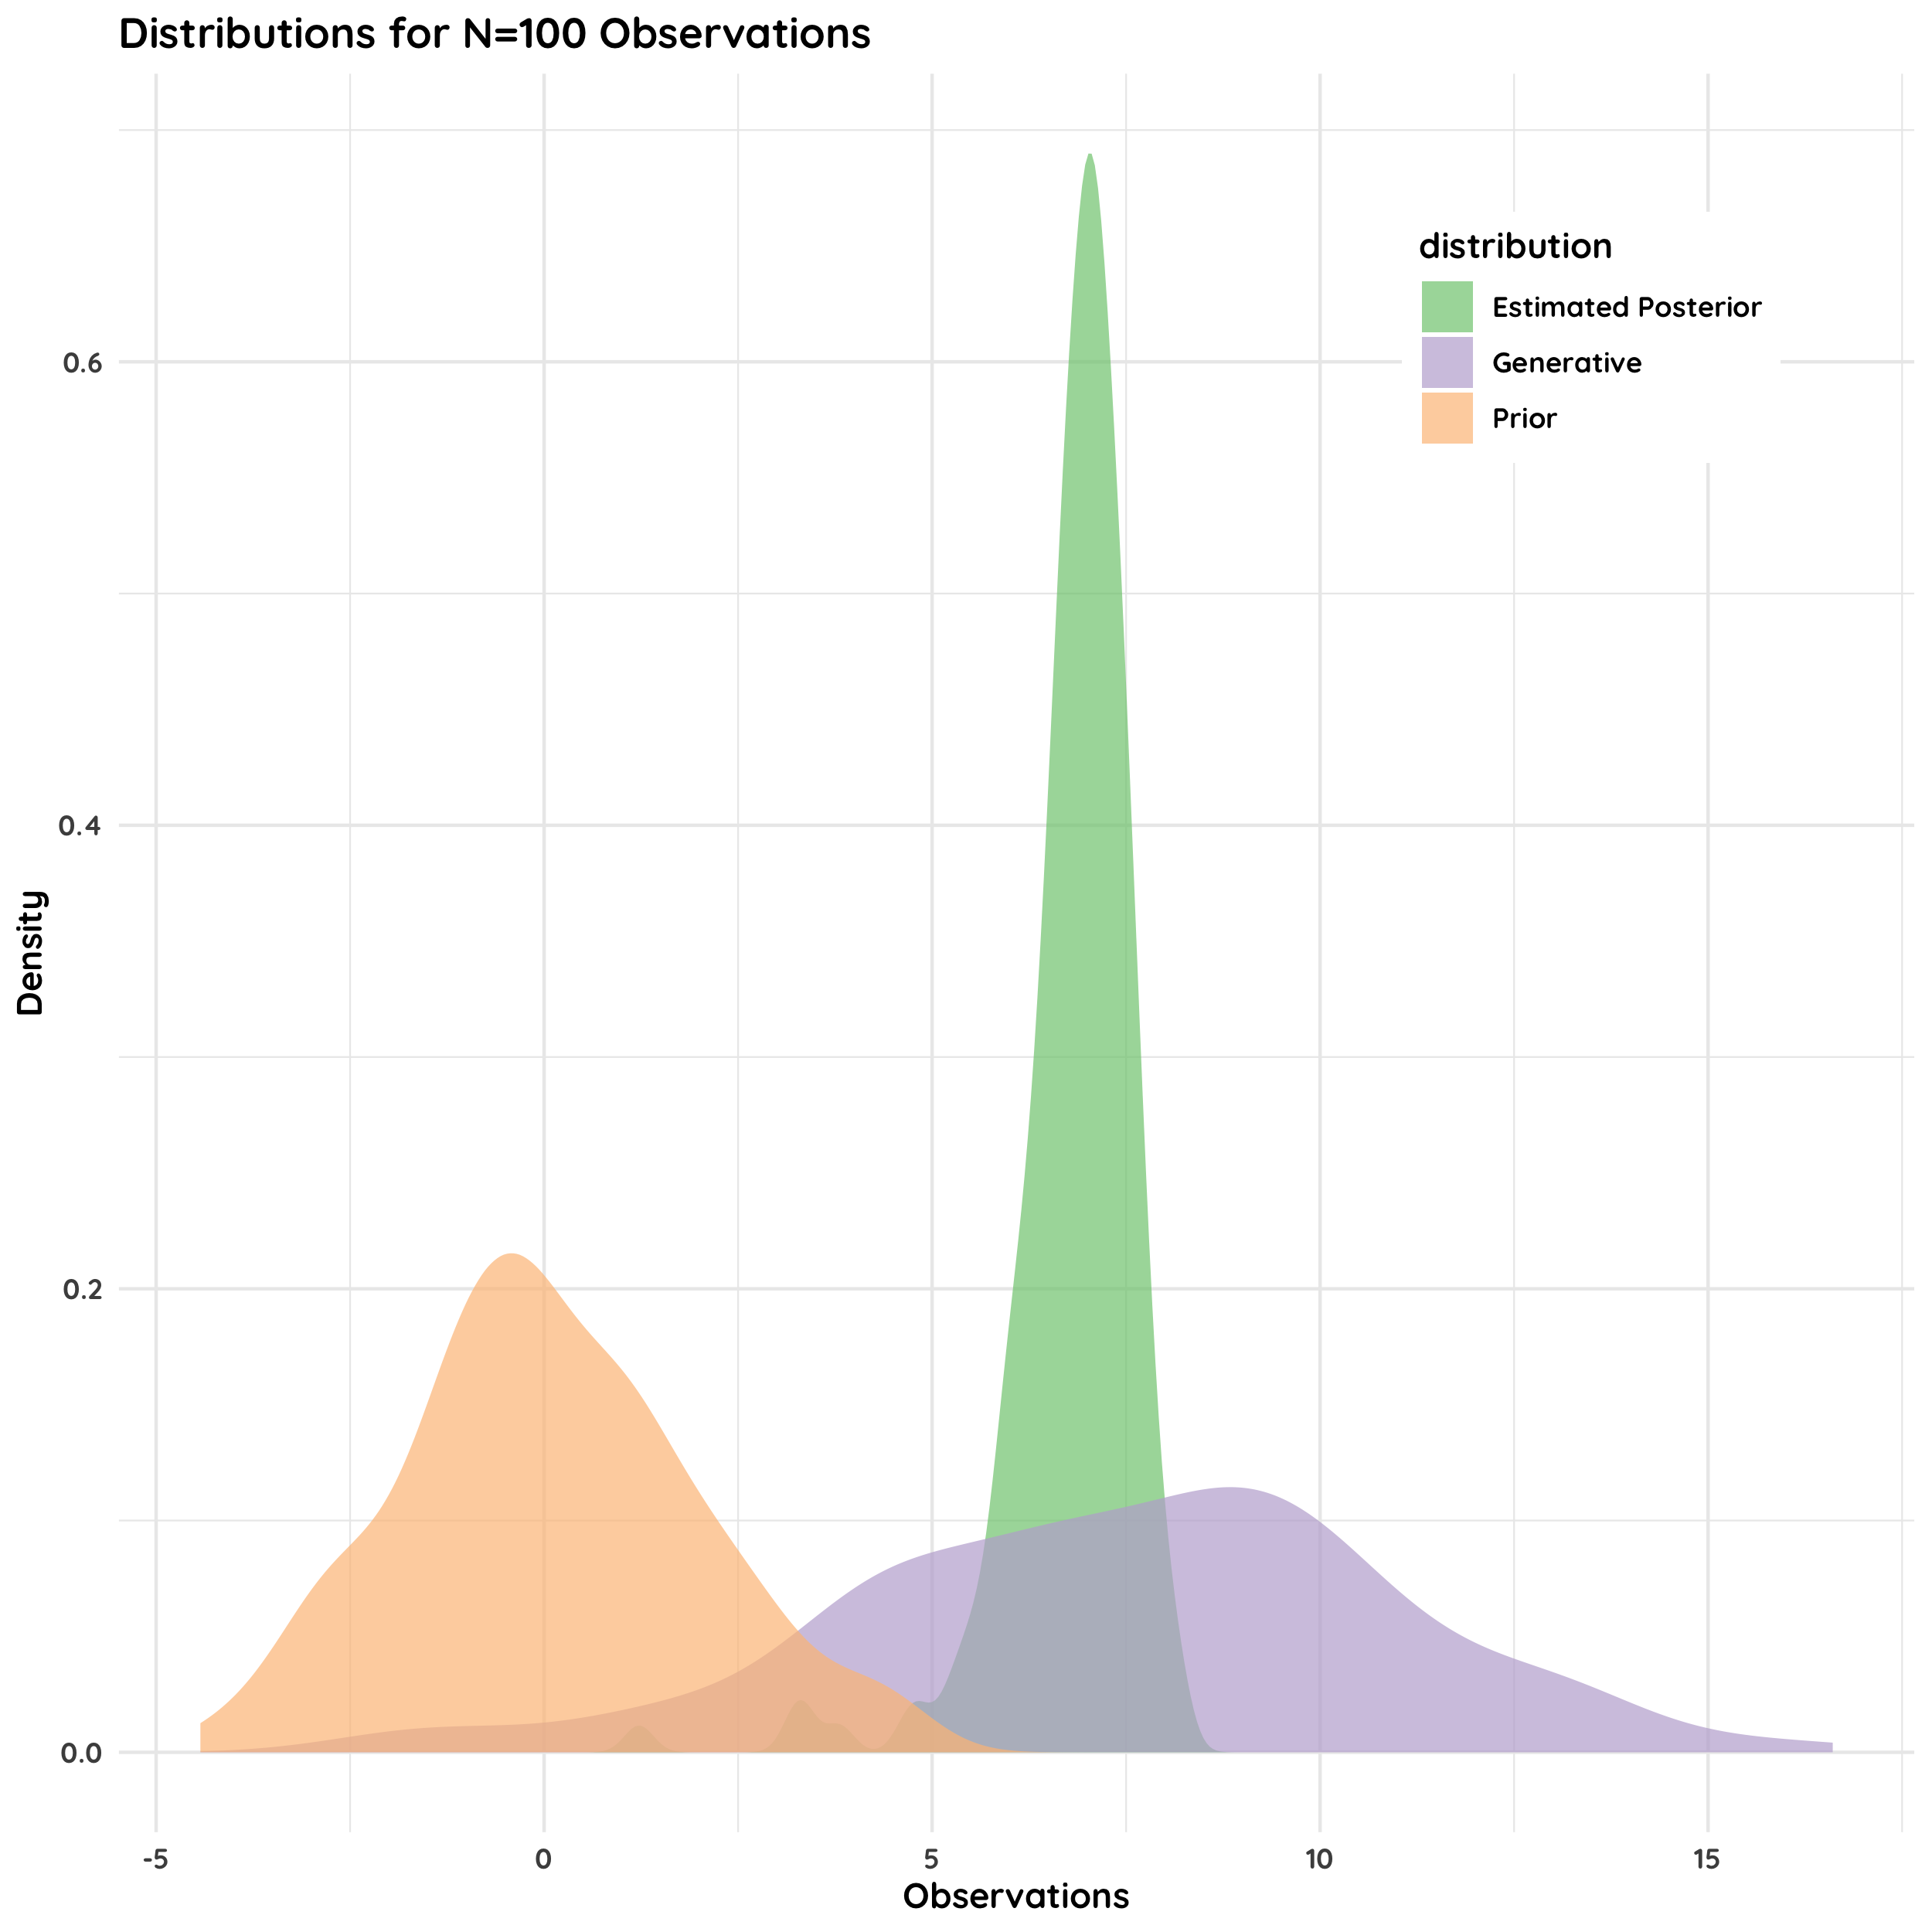 Distributions for N=100 Observations
distribution
Estimated Posterior
Generative
Prior
0.6
0.4
0.2
0.0
Density
-5 0 5 10 15
Observations